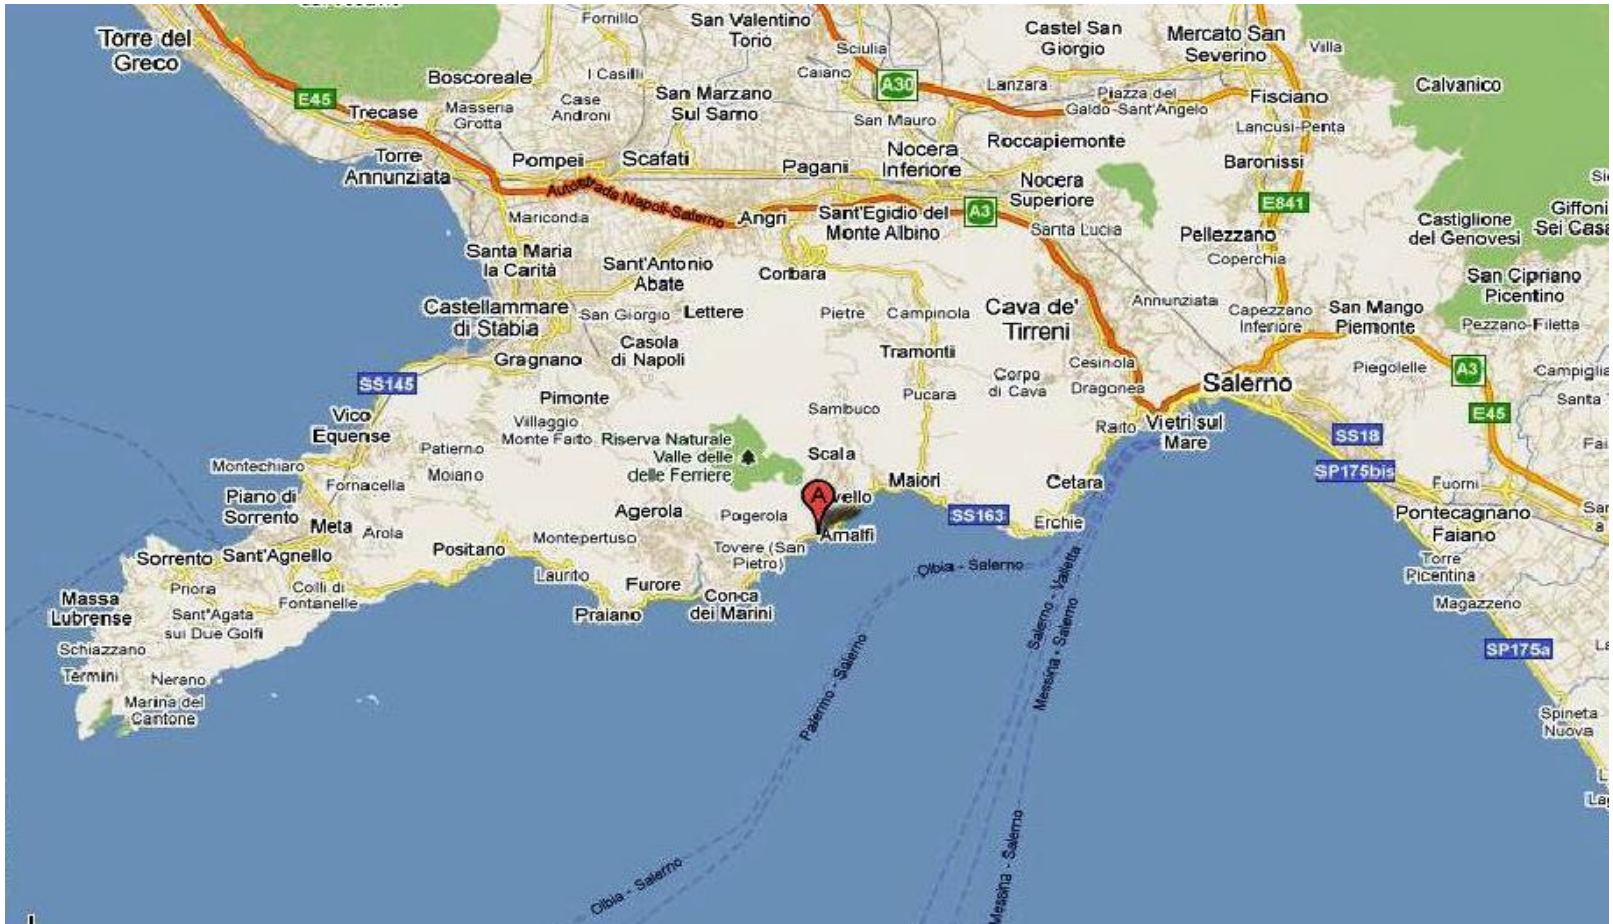 Fornillo
San Valentino
Torio
Castel San
Giorgio
Mercato San
Severino
Villa
Torre del
Greco
Sciulia
Boscoreale
I Casilli
Caiano
A30
Lanzara
Calvanico
E45
Trecase
Masseria
Grotta
Case
Androni
San Marzano
Sul Sarno
San Mauro
Piazza del
Galdo-Sant'Angelo
Fisciano
Lancusi-Penta
Roccapiemonte
Torre
Annunziata
Pompei
Scafati
Pagani
Nocera
Inferiore
Baronissi
Nocera
Superiore
Autostrada Napoli-Salerno
E841
Mariconda
Angri
Sant'Egidio del
Monte Albino
A3
Santa Lucia
Castiglione
del Genovesi
Giffoni
Sei Casa
Pellezzano
Coperchia
Santa Maria
la Carità
Sant'Antonio
Abate
Corbara
San Cipriano
Picentino
Castellammare
di Stabia
San Giorgio
Lettere
Pietre
Campinola
Cava de'
Tirreni
Annunziata
Capezzano
Inferiore
San Mango
Piemonte
Pezzano-Filetta
Gragnano
Casola
di Napoli
Tramonti
Cesinola
Piegolelle
A3
Campiglia
SS145
Corpo
di Cava
Dragonea
Salerno
Pimonte
Pucara
Santa
Vico
Equense
Villaggio
Monte Faito
Sambuco
Raito
Vietri sul
Mare
E45
SS18
Patierno
Riserva Naturale
Valle delle
delle Ferriere
Scala
Montechiaro
Moiano
SP175bis
Fornacella
Maiori
Cetara
Fuorni
Piano di
Sorrento
A
vello
Agerola
Pogerola
SS163
Erchie
Pontecagnano
Faiano
Meta
Arola
Montepertuso
Amalfi
Sorrento
Sant'Agnello
Positano
Tovere (San
Pietro)
Olbia - Salerno
Torre
Picentina
Priora
Colli di
Fontanelle
Laurito
Furore
Massa
Lubrense
Conca
dei Marini
Salerno - Valletta
Magazzeno
Sant'Agata
sui Due Golfi
Praiano
Messina - Salerno
Schiazzano
Palermo - Salerno
SP175a
Termini
Nerano
Marina del
Cantone
Spineta
Nuova
Olbia - Salerno
Messina - Salerno